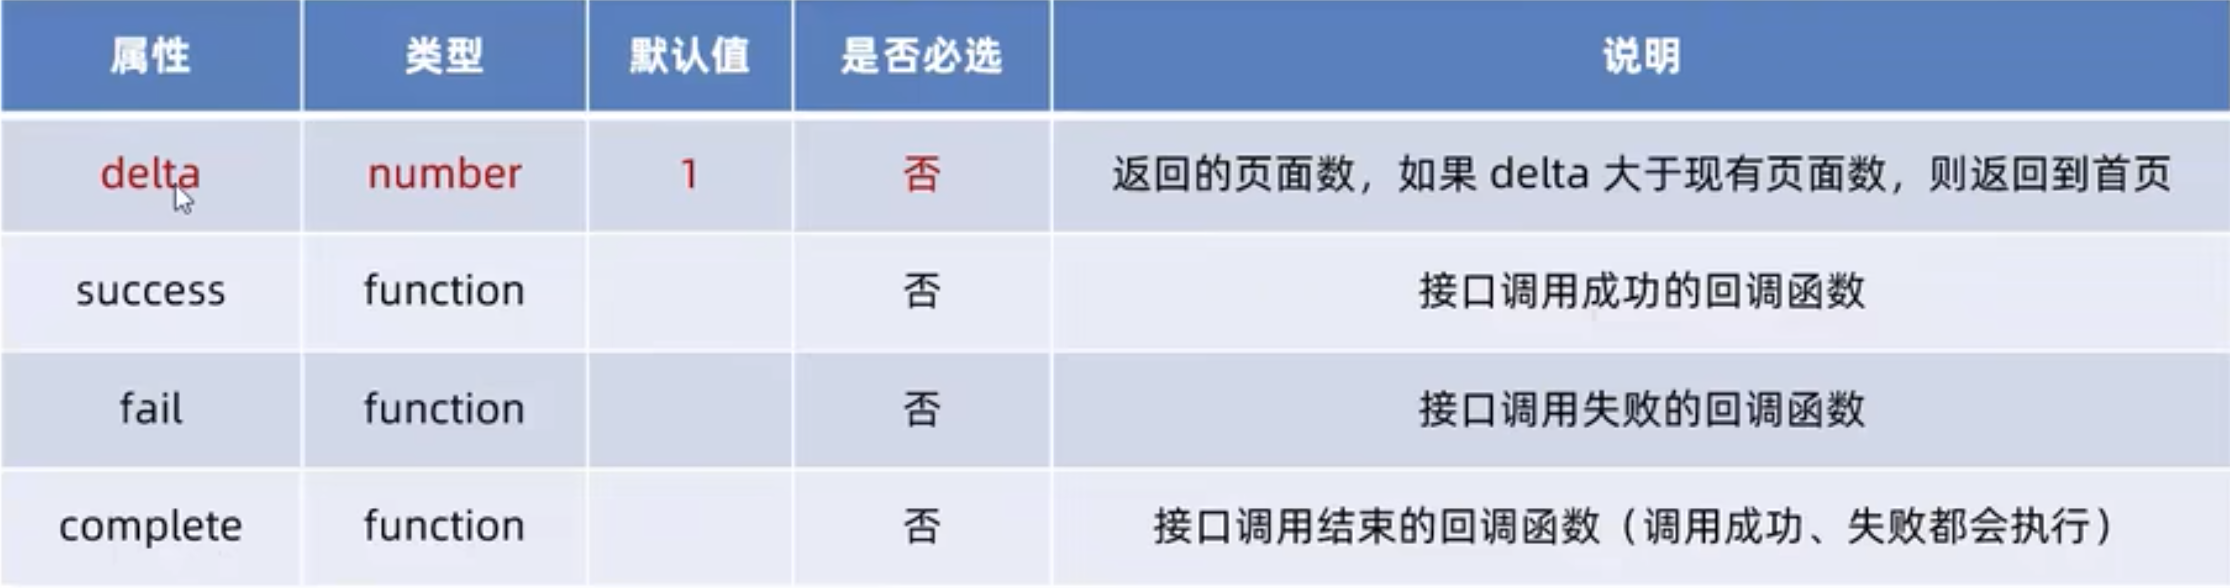 属性 类型 默认值 是否必选 说明
delta number 1 否 返回的页面数，如果 delta 大于现有页面数，则返回到首页
success function 否 接口调用成功的回调函数
fail function 否 接口调用失败的回调函数
complete function 否 接口调用结束的回调函数（调用成功、失败都会执行）